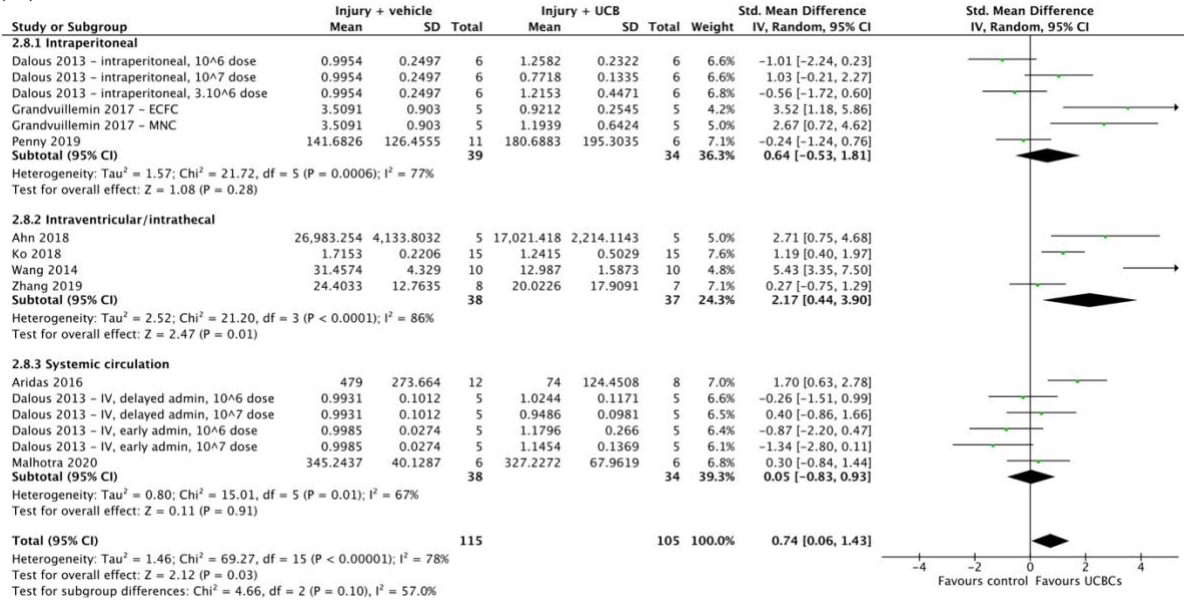 Injury + vehicle Injury + UCB Std. Mean Difference Std. Mean Difference
Study or Subgroup Mean SD Total Mean SD Total Weight IV, Random, 95% CI IV, Random, 95% CI
2.8.1 Intraperitoneal
Dalous 2013 – intraperitoneal, 10^6 dose 0.9954 0.2497 6 1.2582 0.2322 6 6.6% -1.01 [-2.24, 0.23]
Dalous 2013 – intraperitoneal, 10^7 dose 0.9954 0.2497 6 0.7718 0.1335 6 6.6% 1.03 [-0.21, 2.27]
Dalous 2013 – intraperitoneal, 3.10^6 dose 0.9954 0.2497 6 1.2153 0.4471 6 6.8% -0.56 [-1.72, 0.60]
Grandvuillemin 2017 – ECFC 3.5091 0.903 5 0.9212 0.2545 5 4.2% 3.52 [1.18, 5.86]
Grandvuillemin 2017 – MNC 3.5091 0.903 5 1.1939 0.6424 5 5.0% 2.67 [0.72, 4.62]
Penny 2019 141.6826 126.4555 11 180.6883 195.3035 6 7.1% -0.24 [-1.24, 0.76]
Subtotal (95% CI) 39 34 36.3% 0.64 [-0.53, 1.81]
Heterogeneity: Tau² = 1.57; Chi² = 21.72, df = 5 (P = 0.0006); I² = 77%
Test for overall effect: Z = 1.08 (P = 0.28)
2.8.2 Intraventricular/intrathecal
Ahn 2018 26,983.254 4,133.8032 5 17,021.418 2,214.1143 5 5.0% 2.71 [0.75, 4.68]
Ko 2018 1.7153 0.2206 15 1.2415 0.5029 15 7.6% 1.19 [0.40, 1.97]
Wang 2014 31.4574 4.329 10 12.987 1.5873 10 4.8% 5.43 [3.35, 7.50]
Zhang 2019 24.4033 12.7635 8 20.0226 17.9091 7 7.0% 0.27 [-0.75, 1.29]
Subtotal (95% CI) 38 37 24.3% 2.17 [0.44, 3.90]
Heterogeneity: Tau² = 2.52; Chi² = 21.20, df = 3 (P < 0.0001); I² = 86%
Test for overall effect: Z = 2.47 (P = 0.01)
2.8.3 Systemic circulation
Aridas 2016 479 273.664 12 74 124.4508 8 7.0% 1.70 [0.63, 2.78]
Dalous 2013 – IV, delayed admin, 10^6 dose 0.9931 0.1012 5 1.0244 0.1171 5 6.6% -0.26 [-1.51, 0.99]
Dalous 2013 – IV, delayed admin, 10^7 dose 0.9931 0.1012 5 0.9486 0.0981 5 6.5% 0.40 [-0.86, 1.66]
Dalous 2013 – IV, early admin, 10^6 dose 0.9985 0.0274 5 1.1796 0.266 5 6.4% -0.87 [-2.20, 0.47]
Dalous 2013 – IV, early admin, 10^7 dose 0.9985 0.0274 5 1.1454 0.1369 5 6.1% -1.34 [-2.80, 0.11]
Malhotra 2020 345.2437 40.1287 6 327.2272 67.9619 6 6.8% 0.30 [-0.84, 1.44]
Subtotal (95% CI) 38 34 39.3% 0.05 [-0.83, 0.93]
Heterogeneity: Tau² = 0.80; Chi² = 15.01, df = 5 (P = 0.01); I² = 67%
Test for overall effect: Z = 0.11 (P = 0.91)
Total (95% CI) 115 105 100.0% 0.74 [0.06, 1.43]
Heterogeneity: Tau² = 1.46; Chi² = 69.27, df = 15 (P < 0.00001); I² = 78%
Test for overall effect: Z = 2.12 (P = 0.03)
Test for subgroup differences: Chi² = 4.66, df = 2 (P = 0.10), I² = 57.0%
-4 -2 0 2 4
Favours control Favours UCBCs